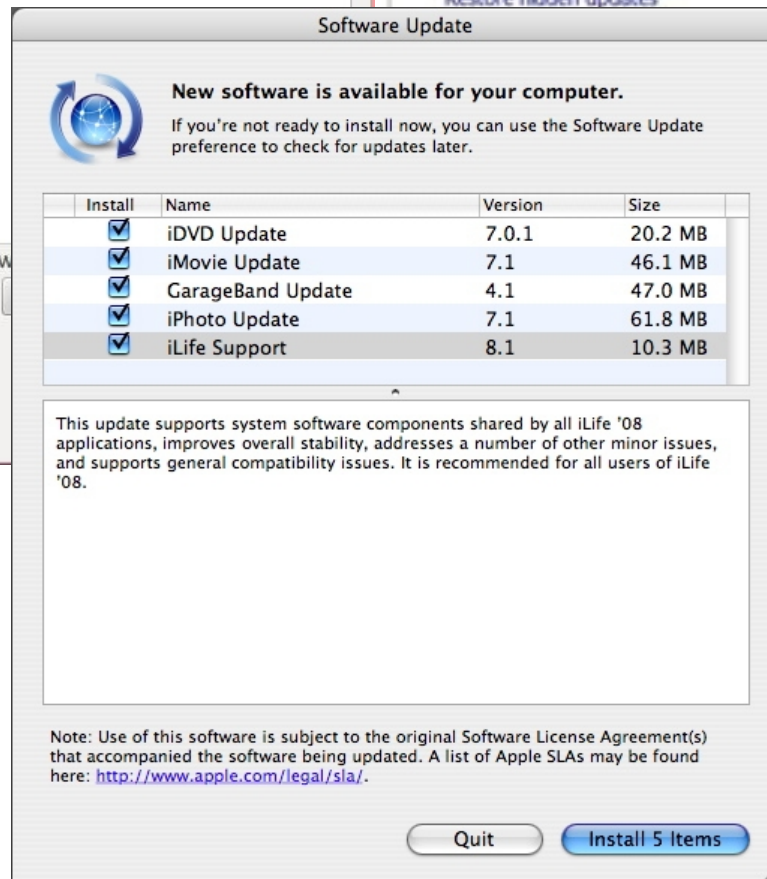 Restore hidden updates
Software Update
New software is available for your computer.
If you're not ready to install now, you can use the Software Update
preference to check for updates later.
Install Name Version Size
iDVD Update 7.0.1 20.2 MB
iMovie Update 7.1 46.1 MB
GarageBand Update 4.1 47.0 MB
iPhoto Update 7.1 61.8 MB
iLife Support 8.1 10.3 MB
This update supports system software components shared by all iLife '08
applications, improves overall stability, addresses a number of other minor issues,
and supports general compatibility issues. It is recommended for all users of iLife
'08.
Note: Use of this software is subject to the original Software License Agreement(s)
that accompanied the software being updated. A list of Apple SLAs may be found
here: http://www.apple.com/legal/sla/.
Quit Install 5 Items